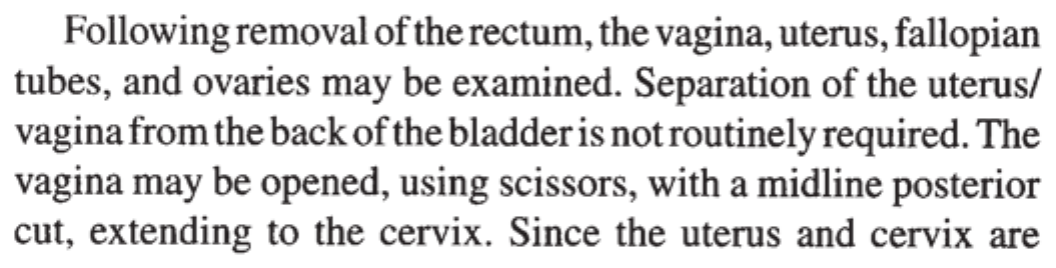 Following removal of the rectum, the vagina, uterus, fallopian
tubes, and ovaries may be examined. Separation of the uterus/
vagina from the back of the bladder is not routinely required. The
vagina may be opened, using scissors, with a midline posterior
cut, extending to the cervix. Since the uterus and cervix are